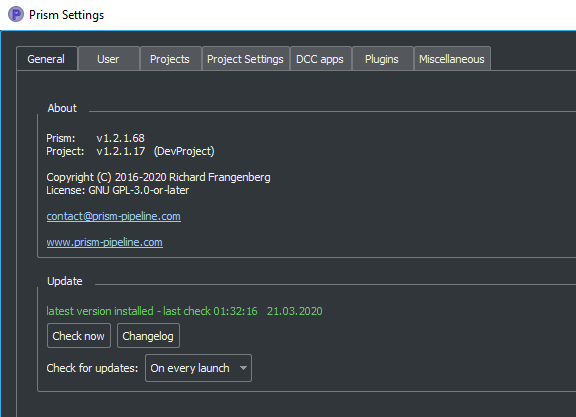 Prism Settings
General User Projects Project Settings DCC apps Plugins Miscellaneous
About
Prism: v1.2.1.68
Project: v1.2.1.17 (DevProject)
Copyright (C) 2016-2020 Richard Frangenberg
License: GNU GPL-3.0-or-later
contact@prism-pipeline.com
www.prism-pipeline.com
Update
latest version installed - last check 01:32:16 21.03.2020
Check now Changelog
Check for updates: On every launch